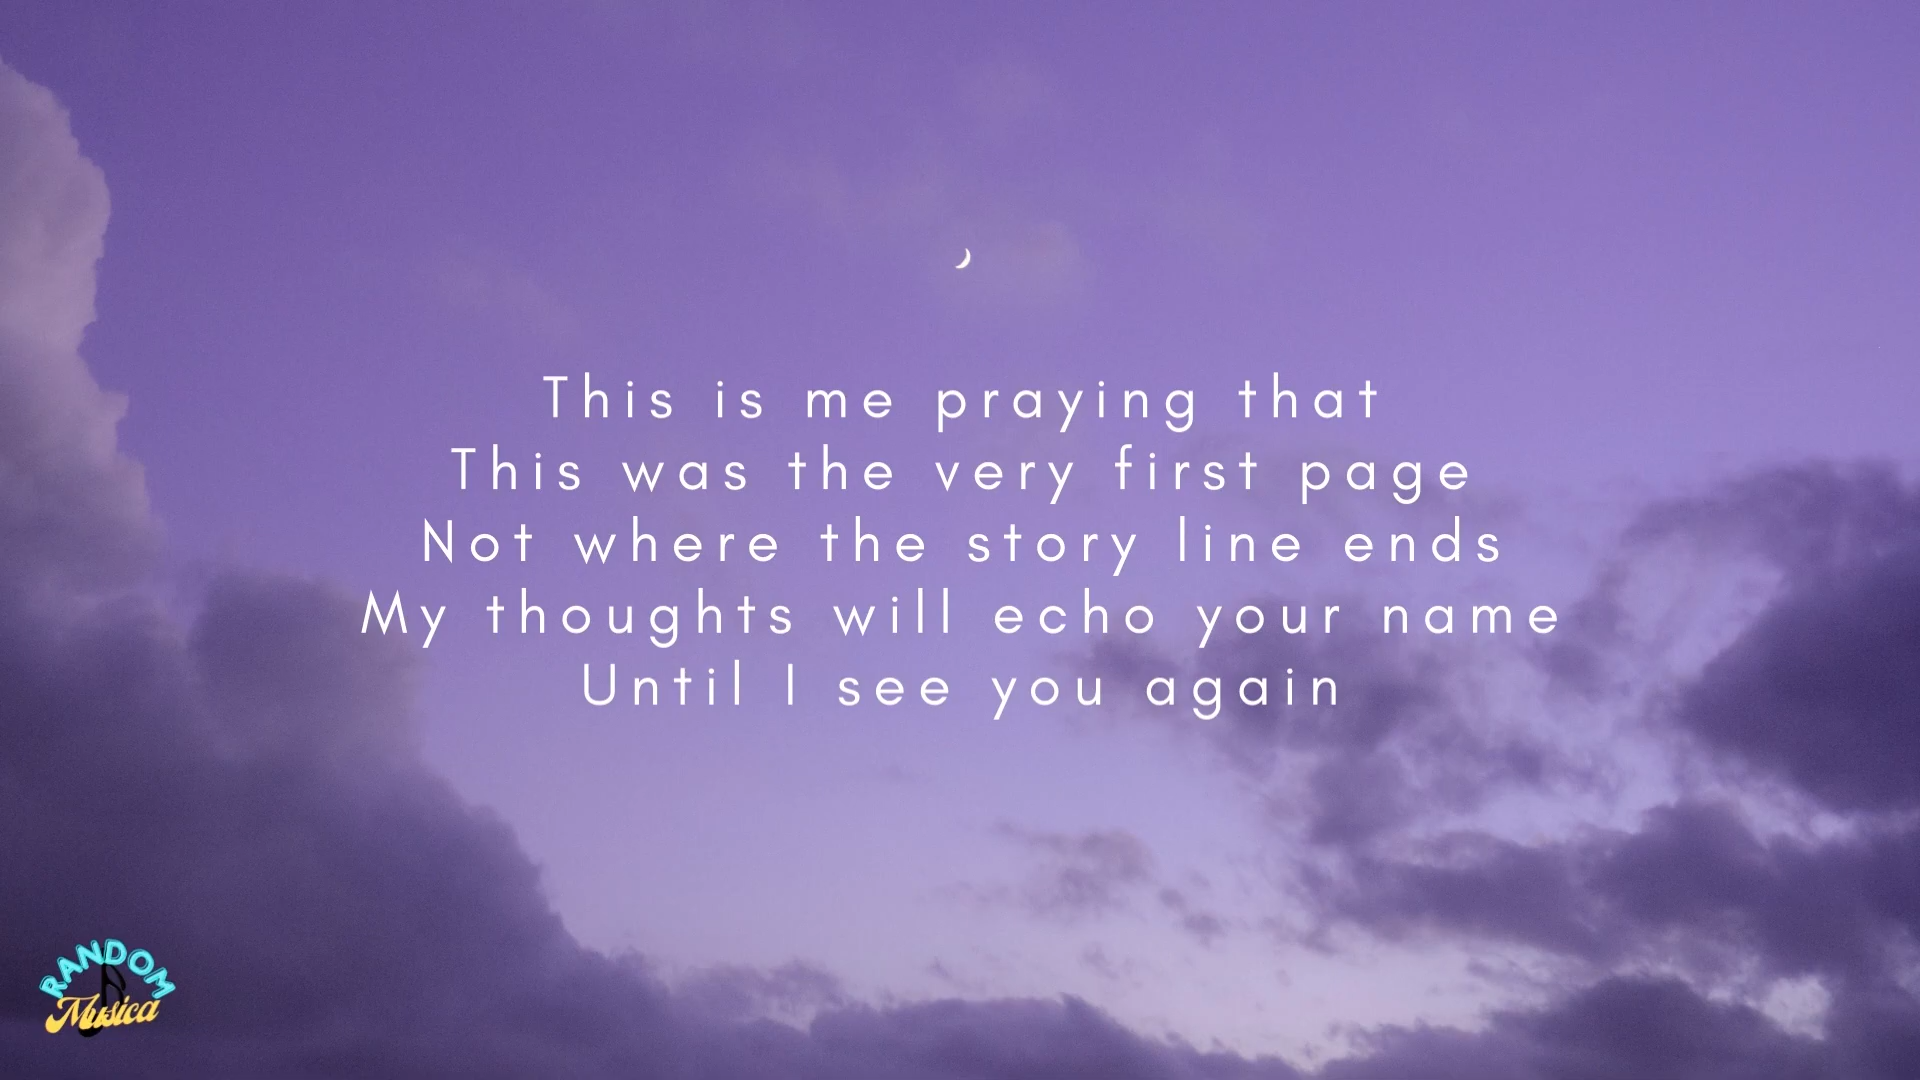 This is me praying that
This was the very first page
Not where the story line ends
My thoughts will echo your name
Until I see you again
RANDOM
Musica